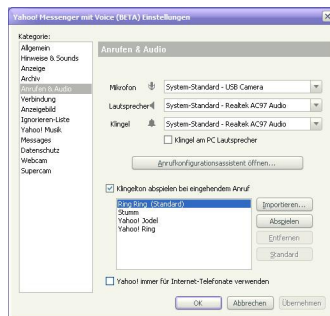 Yahoo! Messenger mit Voice (BETA) Einstellungen
Kategorie:
Allgemein
Hinweise & Sounds
Anzeige
Archiv
Anrufen & Audio
Verbindung
Anzeigebild
Ignorieren-Liste
Yahoo! Musik
Messages
Datenschutz
Webcam
Supercam
Anrufen & Audio
Mikrofon System-Standard - USB Camera
Lautsprecher System-Standard - Realtek AC97 Audio
Klingel System-Standard - Realtek AC97 Audio
Klingel am PC Lautsprecher
Anrufkonfigurationsassistent öffnen...
Klingelton abspielen bei eingehendem Anruf
Ring Ring (Standard)
Stumm
Yahoo! Jodel
Yahoo! Ring
Importieren...
Abspielen
Entfernen
Standard
Yahoo! immer für Internet-Telefonate verwenden
OK Abbrechen Übernehmen